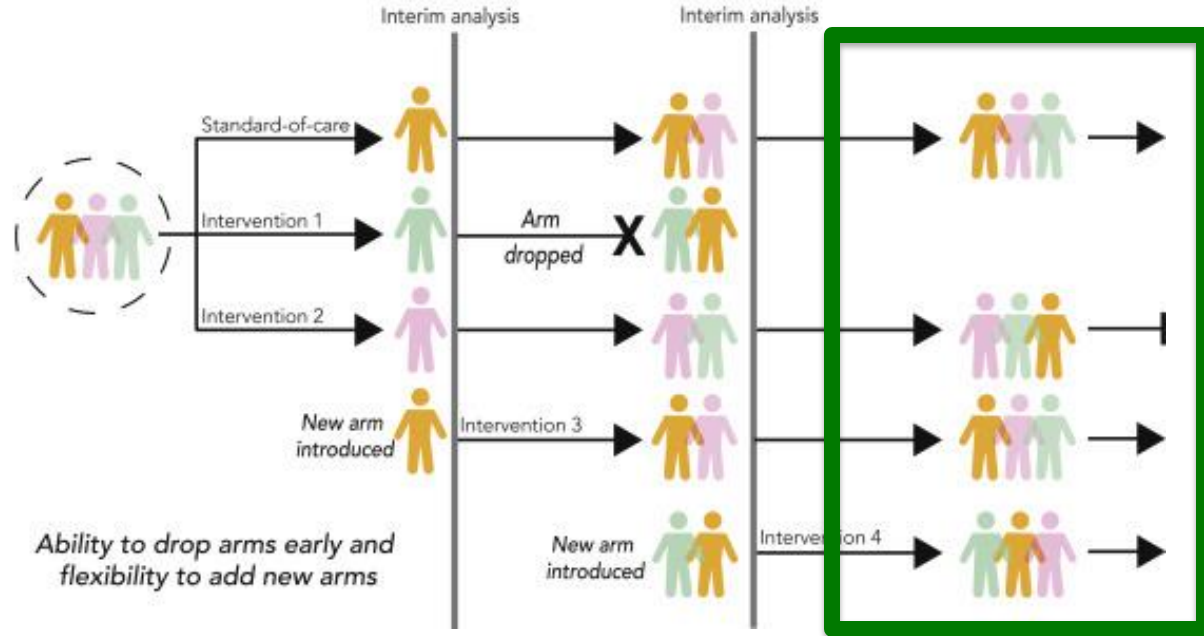 Interim analysis
Interim analysis
Standard-of-care
Intervention 1
Arm
dropped
X
Intervention 2
New arm
introduced
Intervention 3
Ability to drop arms early and
flexibility to add new arms
New arm
introduced
Intervention 4